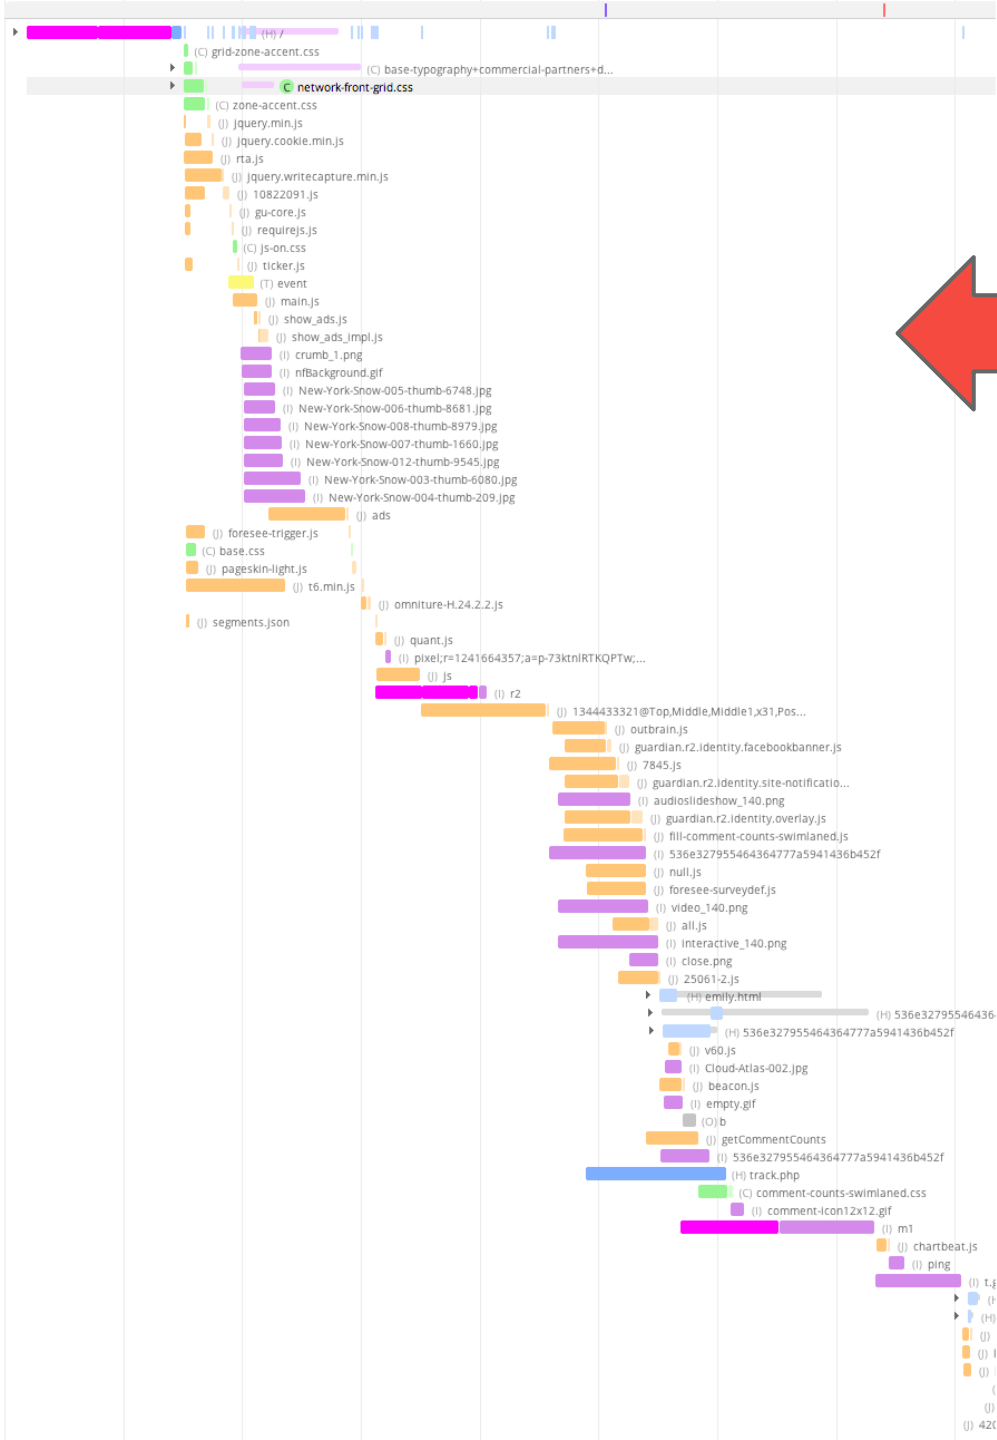 (H) /
(C) grid-zone-accent.css
(C) base-typography+commercial-partners+d...
C network-front-grid.css
(C) zone-accent.css
(J) jquery.min.js
(J) jquery.cookie.min.js
(J) rta.js
(J) jquery.writecapture.min.js
(J) 10822091.js
(J) gu-core.js
(J) requirejs.js
(C) js-on.css
(J) ticker.js
(T) event
(J) main.js
(J) show_ads.js
(J) show_ads_impl.js
(I) crumb_1.png
(I) nfBackground.gif
(I) New-York-Snow-005-thumb-6748.jpg
(I) New-York-Snow-006-thumb-8681.jpg
(I) New-York-Snow-008-thumb-8979.jpg
(I) New-York-Snow-007-thumb-1660.jpg
(I) New-York-Snow-012-thumb-9545.jpg
(I) New-York-Snow-003-thumb-6080.jpg
(I) New-York-Snow-004-thumb-209.jpg
(J) ads
(J) foresee-trigger.js
(C) base.css
(J) pageskin-light.js
(J) t6.min.js
(J) omniture-H.24.2.2.js
(J) segments.json
(J) quant.js
(I) pixel;r=1241664357;a=p-73ktnlRTKQPTw;...
(J) js
(I) r2
(J) 1344433321@Top,Middle,Middle1,x31,Pos...
(J) outbrain.js
(J) guardian.r2.identity.facebookbanner.js
(J) 7845.js
(J) guardian.r2.identity.site-notificatio...
(I) audioslideshow_140.png
(J) guardian.r2.identity.overlay.js
(J) fill-comment-counts-swimlaned.js
(I) 536e327955464364777a5941436b452f
(J) null.js
(J) foresee-surveydef.js
(I) video_140.png
(J) all.js
(I) interactive_140.png
(I) close.png
(J) 25061-2.js
(H) emily.html
(H) 536e32795546436
(H) 536e327955464364777a5941436b452f
(J) v60.js
(I) Cloud-Atlas-002.jpg
(J) beacon.js
(I) empty.gif
(O) b
(J) getCommentCounts
(I) 536e327955464364777a5941436b452f
(H) track.php
(C) comment-counts-swimlaned.css
(I) comment-icon12x12.gif
(I) m1
(J) chartbeat.js
(I) ping
(I) t.g
(H
(H)
(J)
(J)
(J)
(
(J)
(J) 420